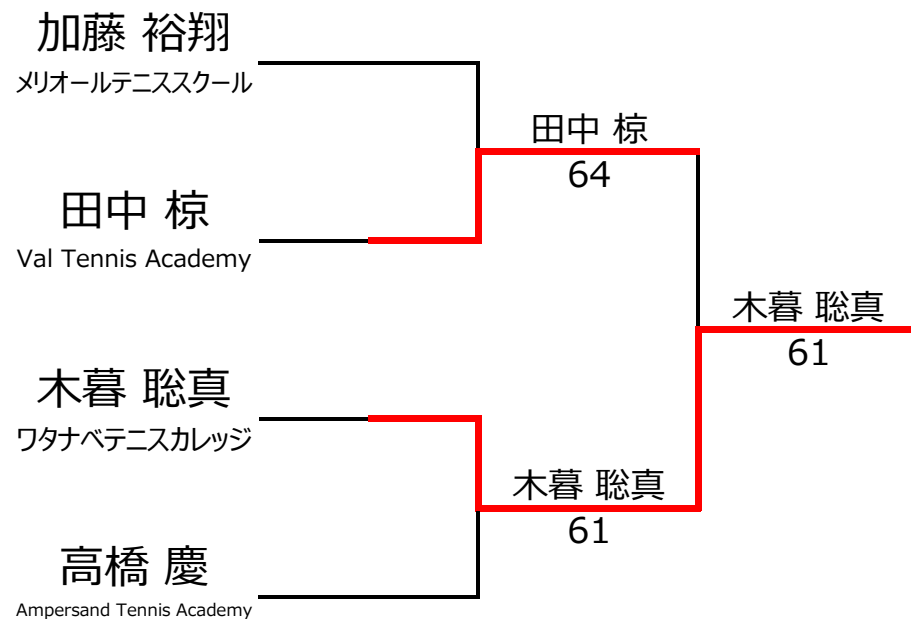 加藤 裕翔
メリオールテニススクール
田中 椋
64
田中 椋
Val Tennis Academy
木暮 聡真
61
木暮 聡真
ワタナベテニスカレッジ
木暮 聡真
61
高橋 慶
Ampersand Tennis Academy